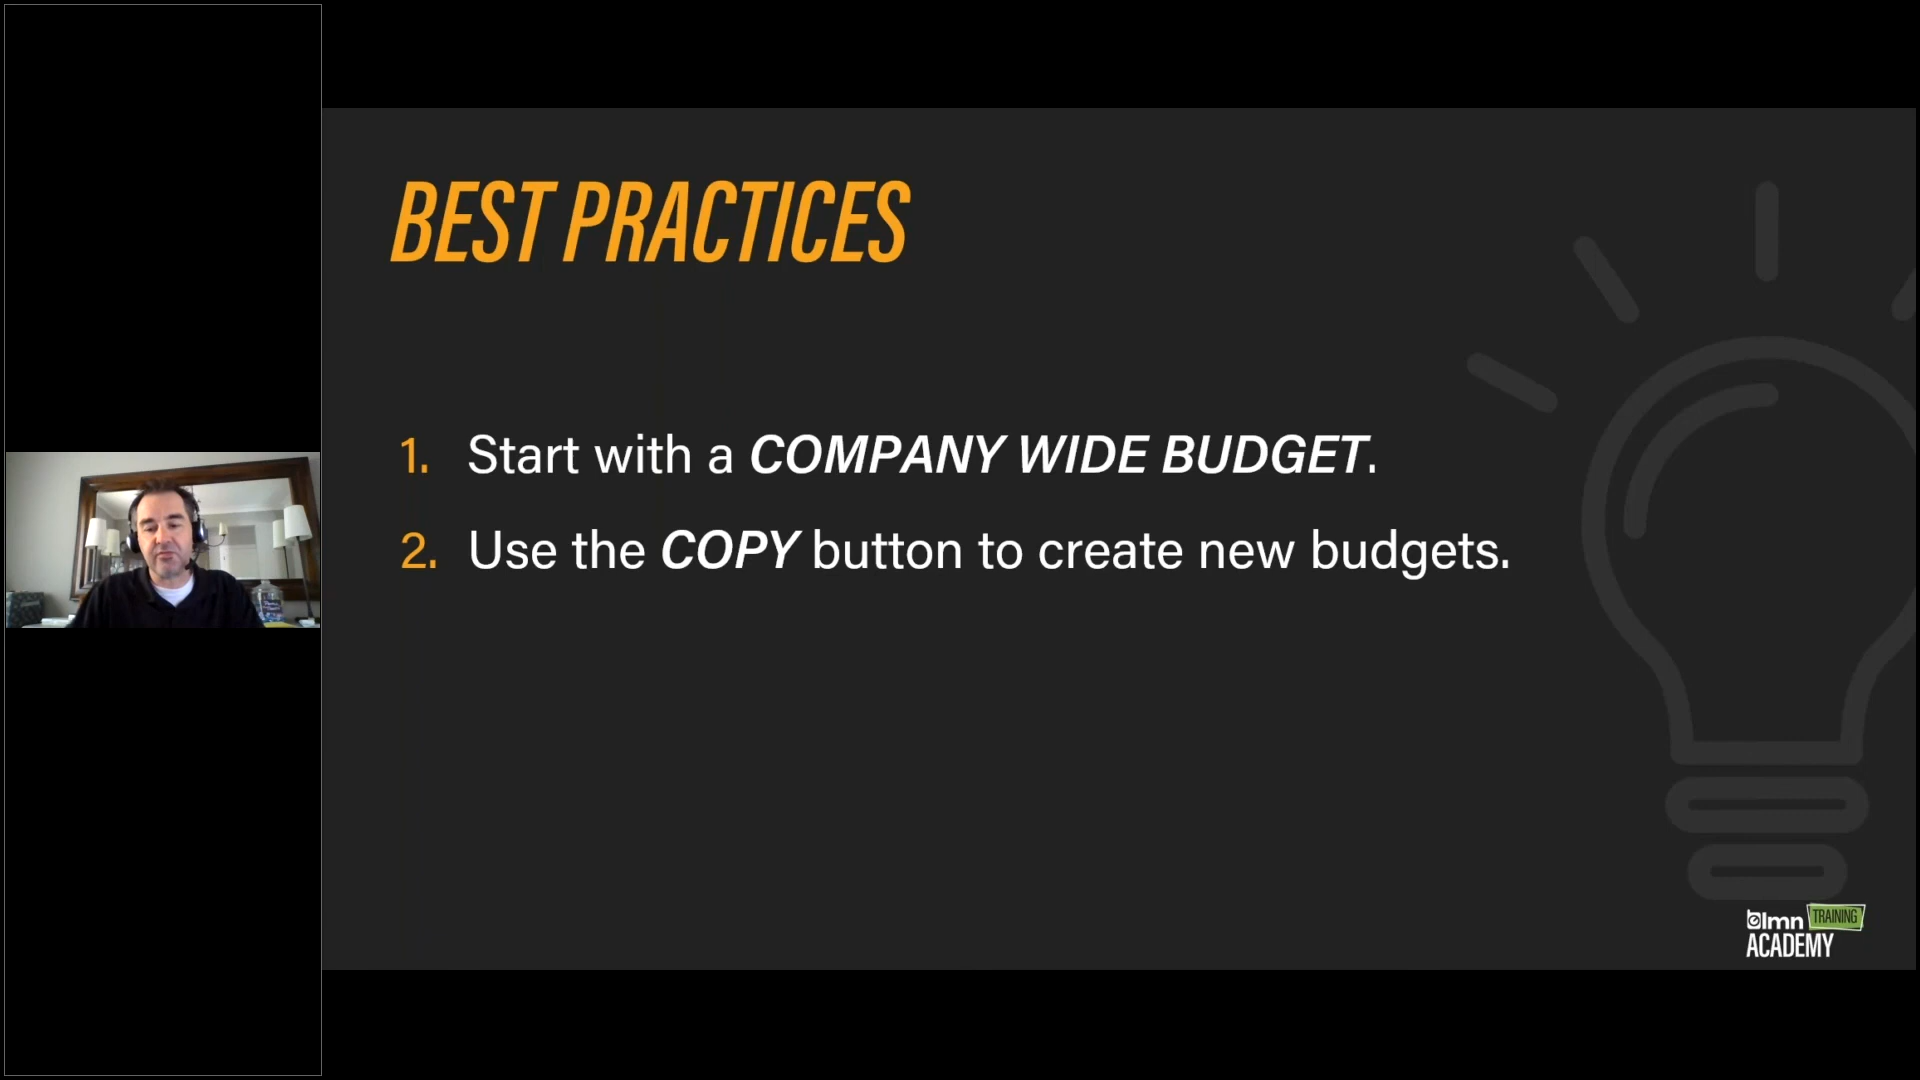 BEST PRACTICES
1. Start with a COMPANY WIDE BUDGET.
2. Use the COPY button to create new budgets.
lmn TRAINING
ACADEMY